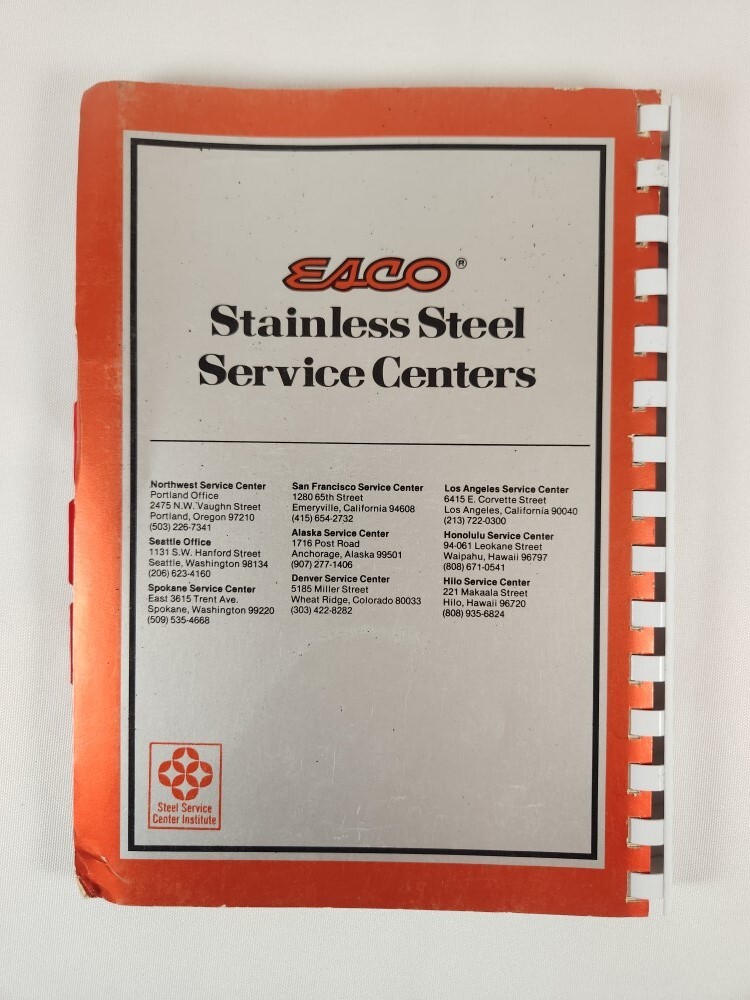 ESCO®
Stainless Steel
Service Centers
Northwest Service Center
Portland Office
2475 N.W. Vaughn Street
Portland, Oregon 97210
(503) 226-7341
Seattle Office
1131 S.W. Hanford Street
Seattle, Washington 98134
(206) 623-4160
Spokane Service Center
East 3615 Trent Ave.
Spokane, Washington 99220
(509) 535-4668
San Francisco Service Center
1280 65th Street
Emeryville, California 94608
(415) 654-2732
Alaska Service Center
1716 Post Road
Anchorage, Alaska 99501
(907) 277-1406
Denver Service Center
5185 Miller Street
Wheat Ridge, Colorado 80033
(303) 422-8282
Los Angeles Service Center
6415 E. Corvette Street
Los Angeles, California 90040
(213) 722-0300
Honolulu Service Center
94-061 Leokane Street
Waipahu, Hawaii 96797
(808) 671-0541
Hilo Service Center
221 Makaala Street
Hilo, Hawaii 96720
(808) 935-6824
Steel Service
Center Institute